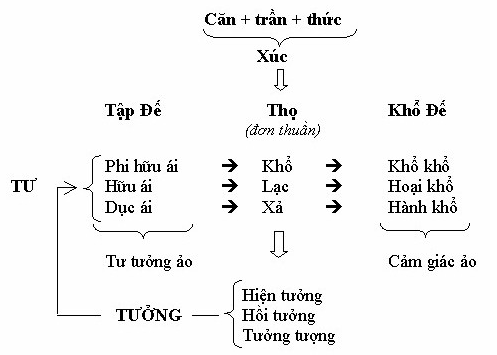 Căn + trần + thức
Xúc
Tập Đế Thọ Khổ Đế
(đơn thuần)
Phi hữu ái ➔ Khổ ➔ Khổ khổ
TƯ Hữu ái ➔ Lạc ➔ Hoại khổ
Dục ái ➔ Xả ➔ Hành khổ
Tư tưởng ảo Cảm giác ảo
Hiện tưởng
TƯỞNG Hồi tưởng
Tưởng tượng